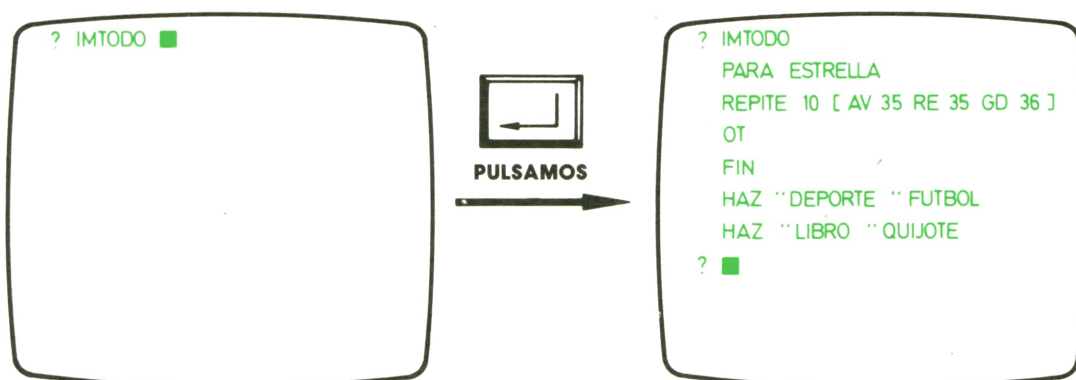 ? IMTODO
PULSAMOS
? IMTODO
PARA ESTRELLA
REPITE 10 [ AV 35 RE 35 GD 36 ]
OT
FIN
HAZ "DEPORTE "FUTBOL
HAZ "LIBRO "QUIJOTE
?